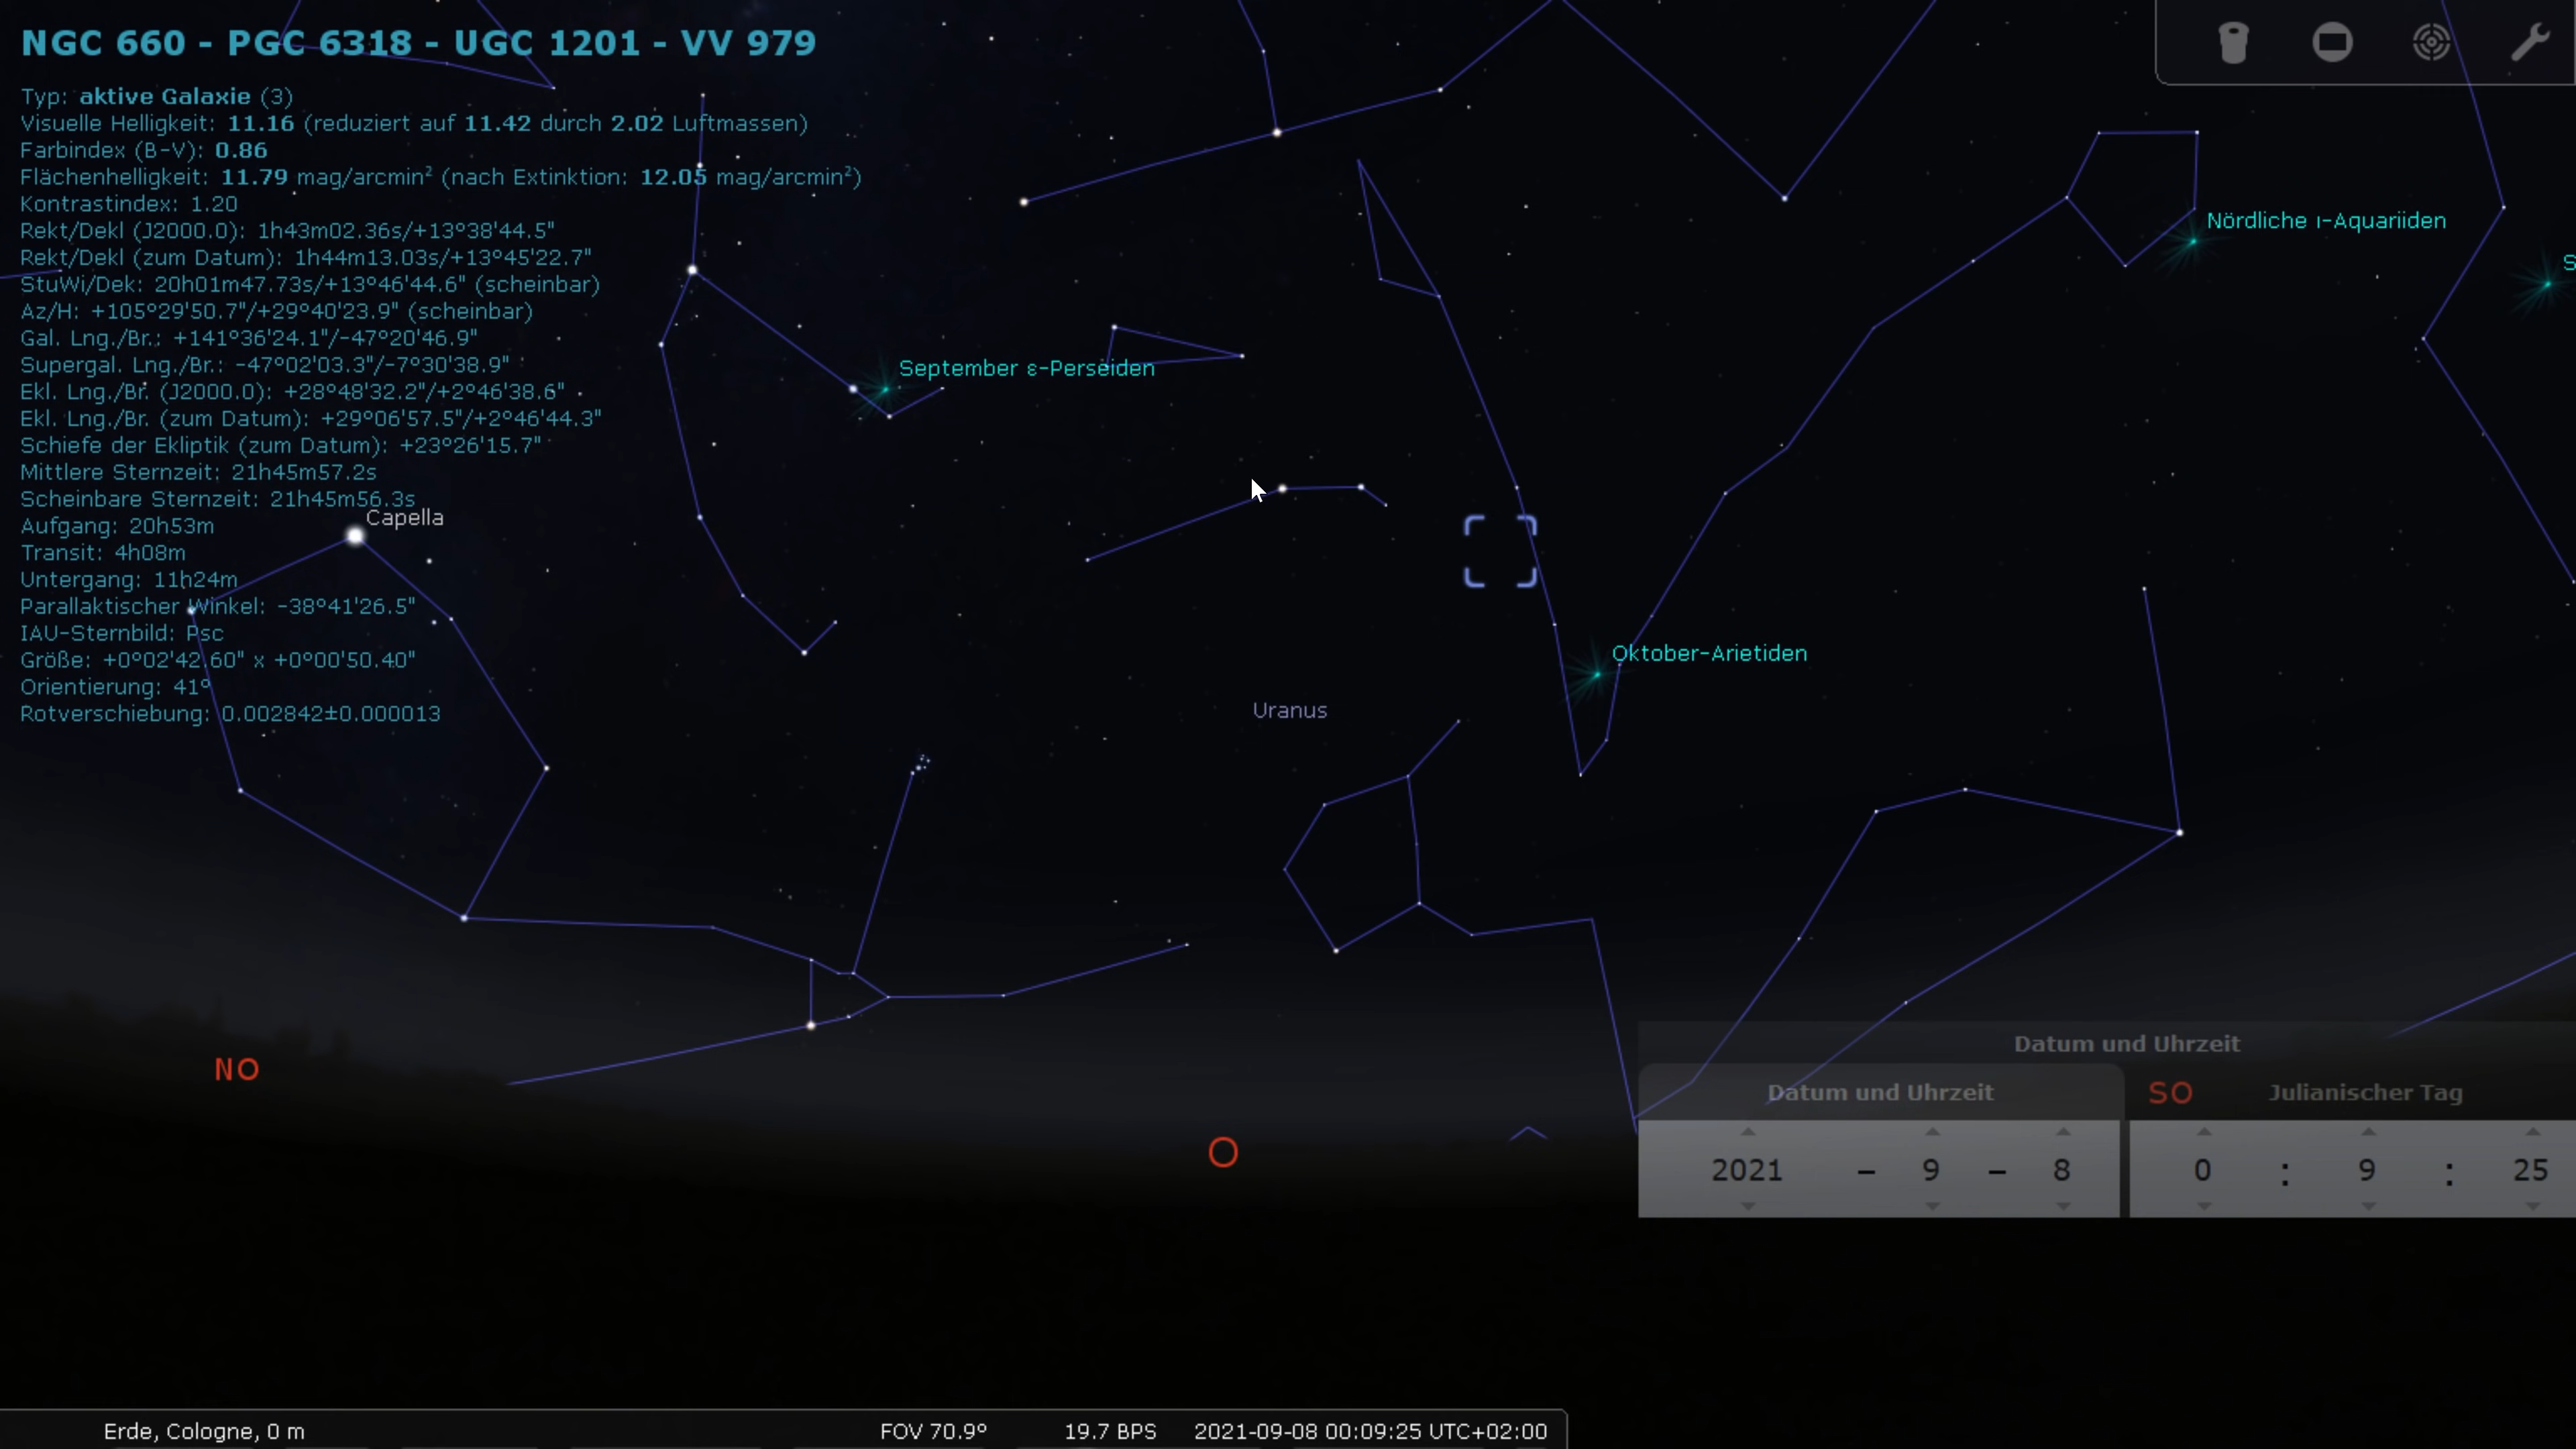 NGC 660 - PGC 6318 - UGC 1201 - VV 979
Typ: aktive Galaxie (3)
Visuelle Helligkeit: 11.16 (reduziert auf 11.42 durch 2.02 Luftmassen)
Farbindex (B-V): 0.86
Flächenhelligkeit: 11.79 mag/arcmin² (nach Extinktion: 12.05 mag/arcmin²)
Kontrastindex: 1.20
Rekt/Dekl (J2000.0): 1h43m02.36s/+13°38'44.5"
Rekt/Dekl (zum Datum): 1h44m13.03s/+13°45'22.7"
StuWi/Dek: 20h01m47.73s/+13°46'44.6" (scheinbar)
Az/H: +105°29'50.7"/+29°40'23.9" (scheinbar)
Gal. Lng./Br.: +141°36'24.1"/-47°20'46.9"
Supergal. Lng./Br.: -47°02'03.3"/-7°30'38.9"
Ekl. Lng./Br. (J2000.0): +28°48'32.2"/+2°46'38.6"
Ekl. Lng./Br. (zum Datum): +29°06'57.5"/+2°46'44.3"
Schiefe der Ekliptik (zum Datum): +23°26'15.7"
Mittlere Sternzeit: 21h45m57.2s
Scheinbare Sternzeit: 21h45m56.3s
Aufgang: 20h53m
Transit: 4h08m
Untergang: 11h24m
Parallaktischer Winkel: -38°41'26.5"
IAU-Sternbild: Psc
Größe: +0°02'42.60" x +0°00'50.40"
Orientierung: 41°
Rotverschiebung: 0.002842±0.000013
Capella
Nördliche ι-Aquariiden
S
September ε-Perseiden
Oktober-Arietiden
Uranus
NO
O
SO
Datum und Uhrzeit
Datum und Uhrzeit
Julianischer Tag
2021 - 9 - 8
0 : 9 : 25
Erde, Cologne, 0 m
FOV 70.9°
19.7 BPS
2021-09-08 00:09:25 UTC+02:00